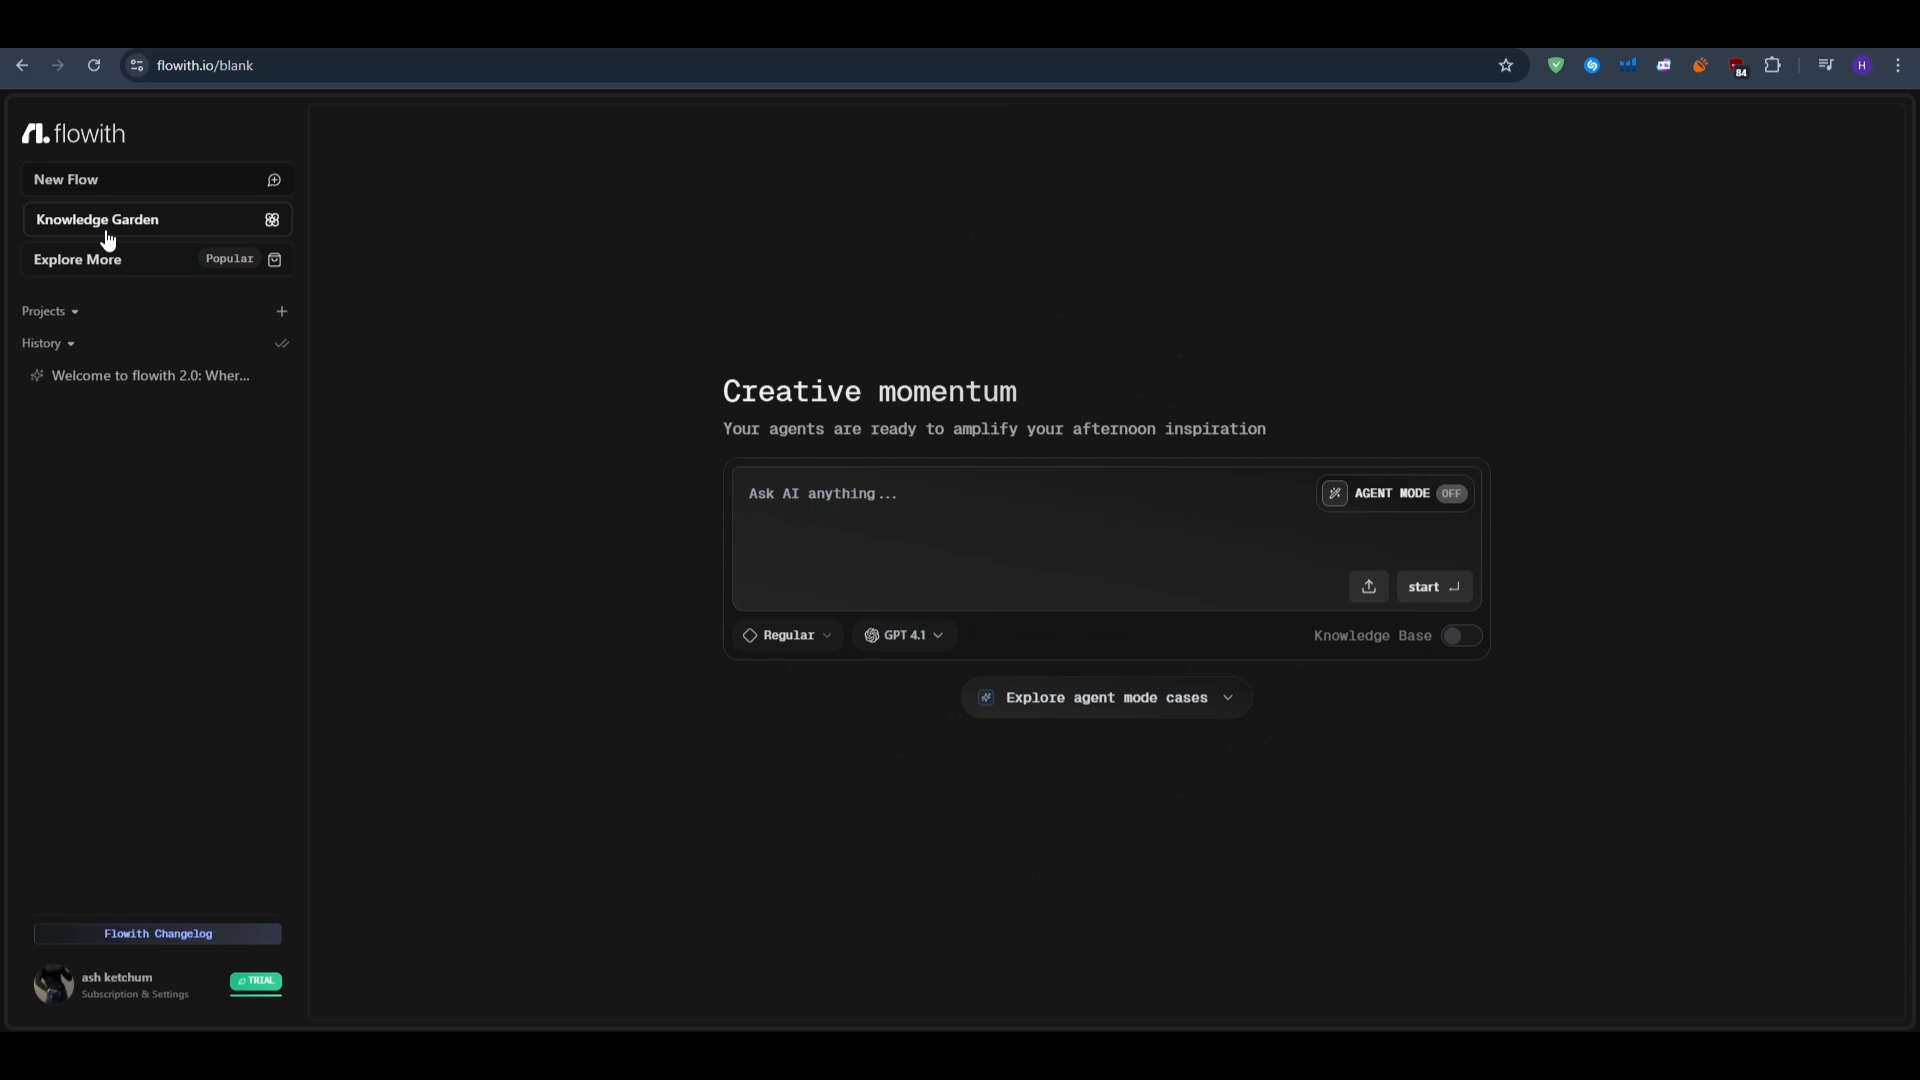 flowith.io/blank
84
H
flowith
New Flow
Knowledge Garden
Explore More
Popular
Projects
History
Welcome to flowith 2.0: Wher...
Creative momentum
Your agents are ready to amplify your afternoon inspiration
Ask AI anything...
AGENT MODE OFF
start
Regular
GPT 4.1
Knowledge Base
Explore agent mode cases
Flowith Changelog
ash ketchum
Subscription & Settings
TRIAL